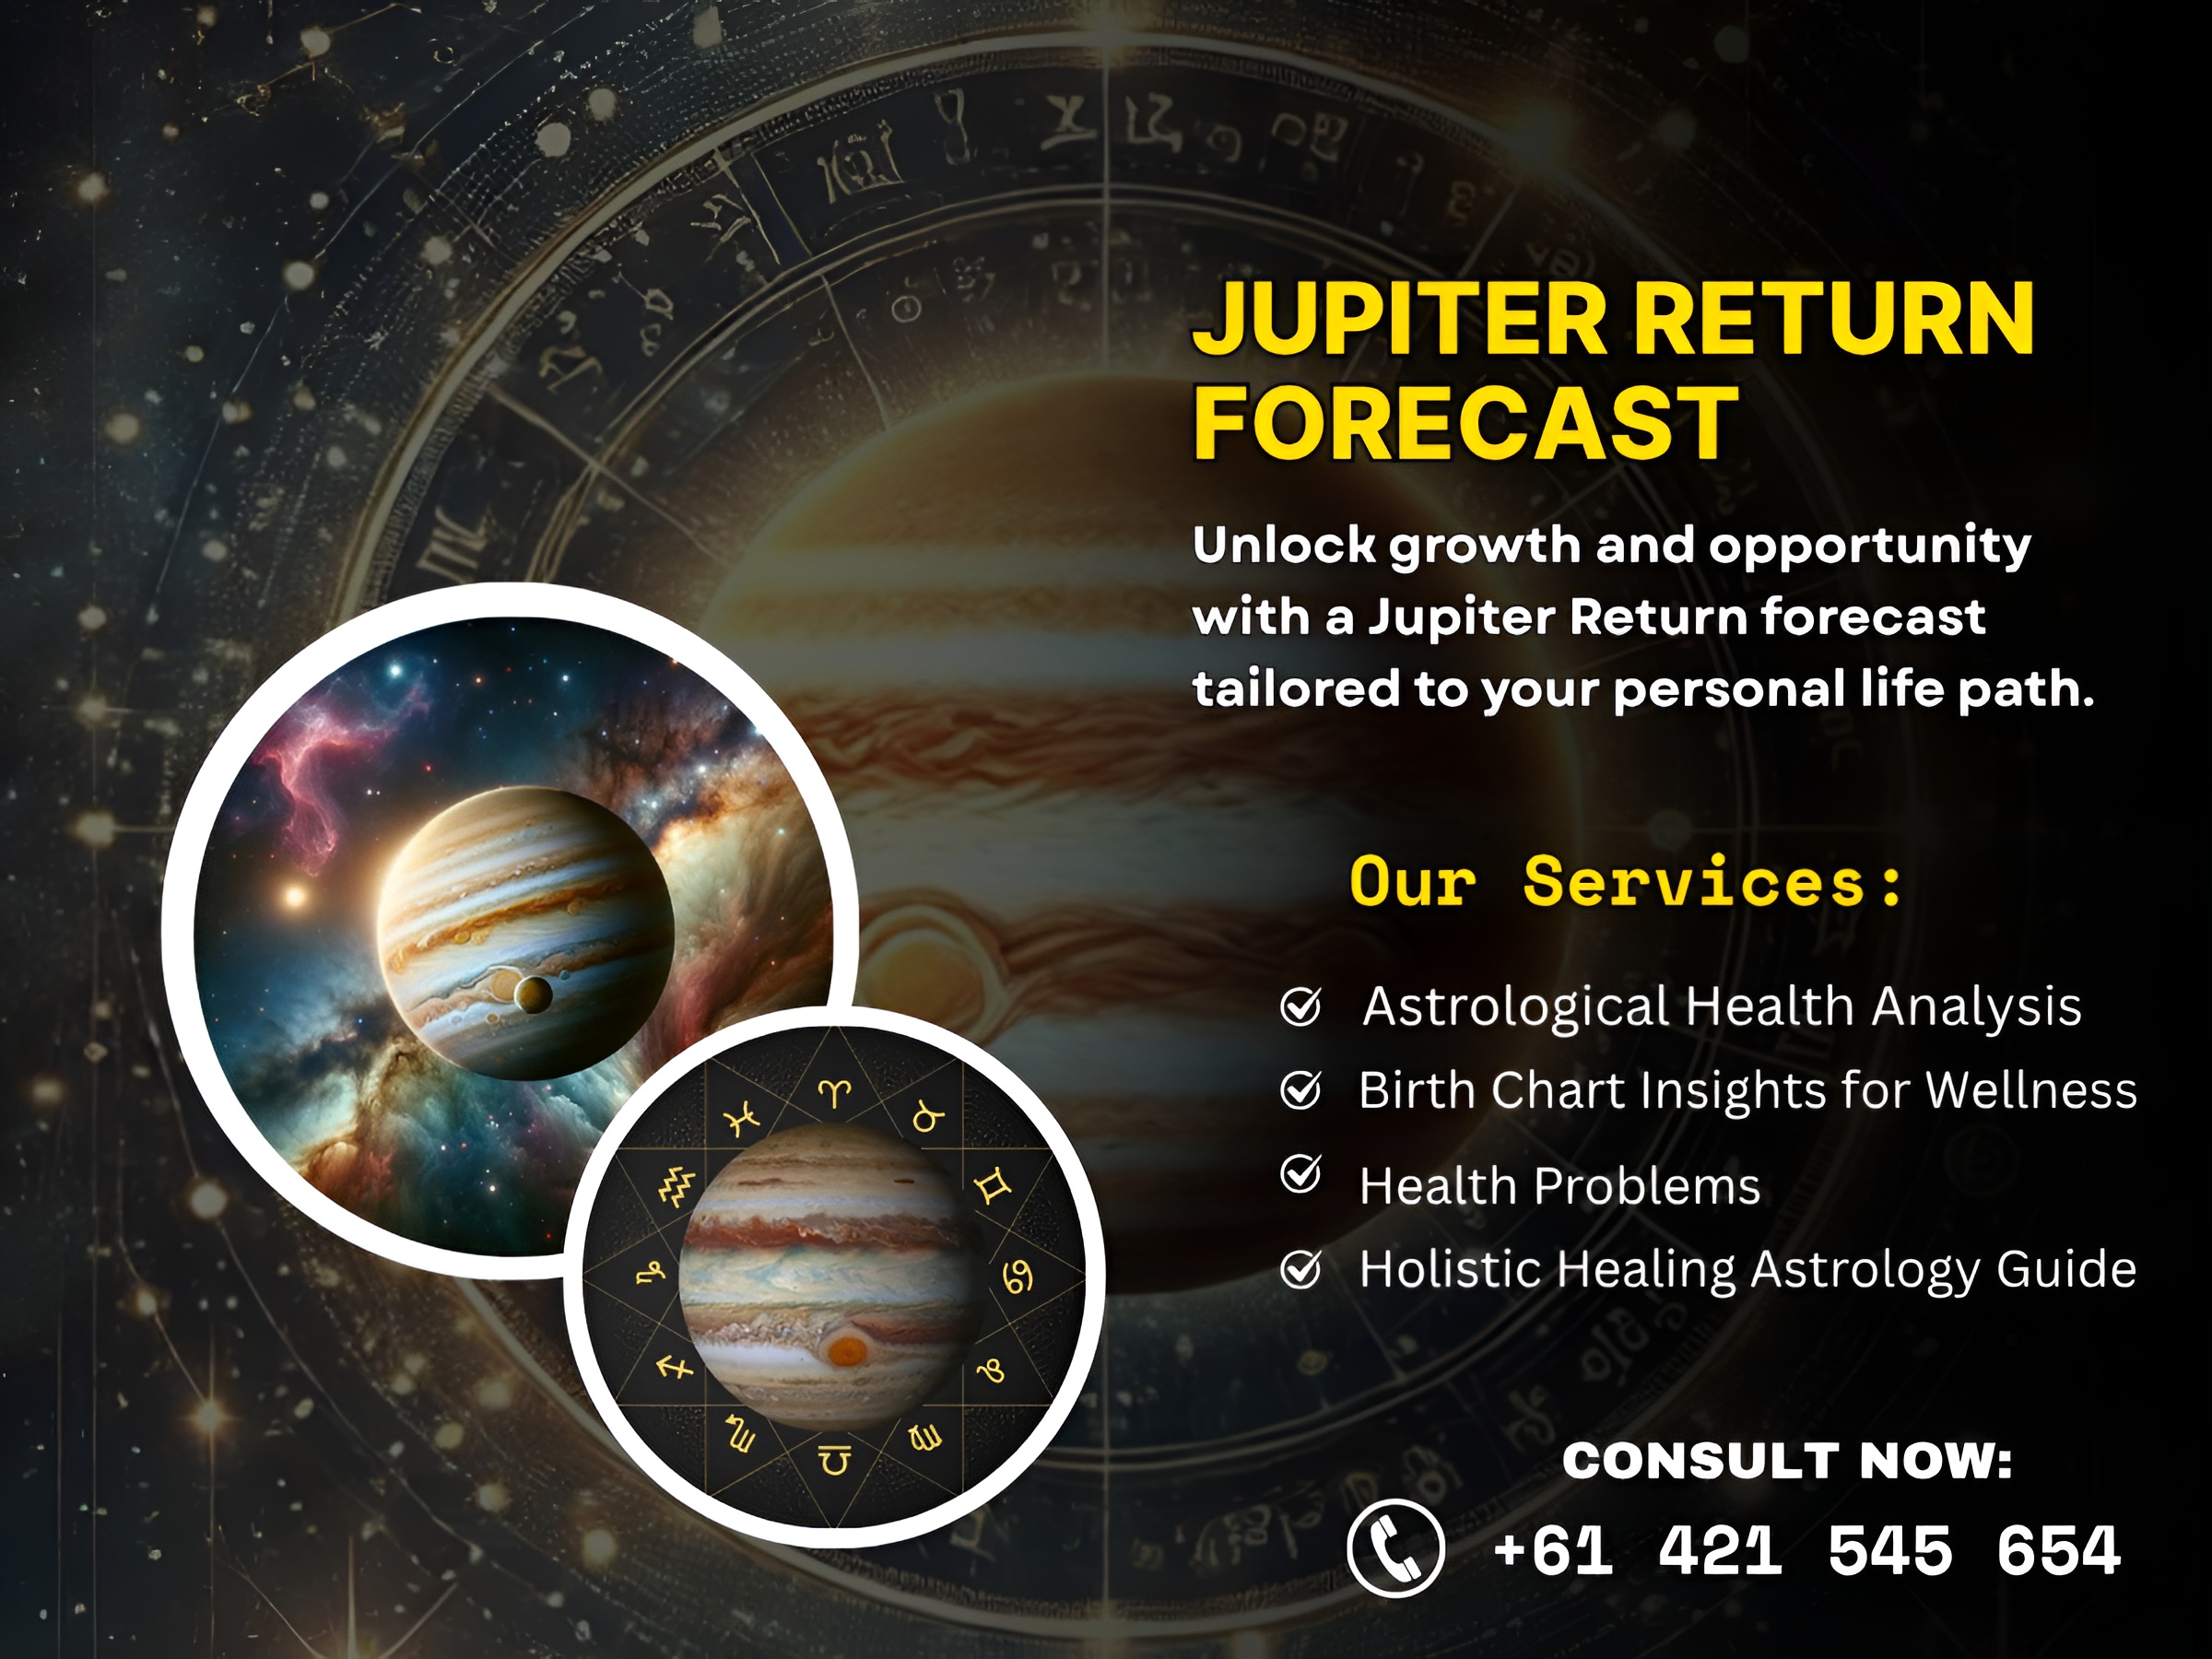 JUPITER RETURN
FORECAST
Unlock growth and opportunity
with a Jupiter Return forecast
tailored to your personal life path.
Our Services:
Astrological Health Analysis
Birth Chart Insights for Wellness
Health Problems
Holistic Healing Astrology Guide
CONSULT NOW:
+61 421 545 654